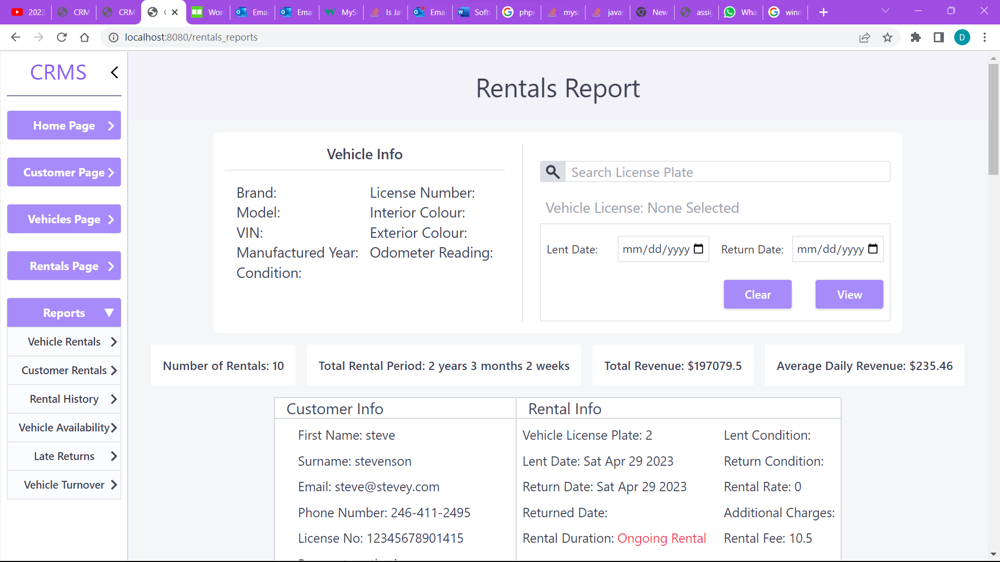 2023
CRM
CRM
Wor
Emai
Emai
MyS
Is Ja
Emai
Soft
phpr
mys
javas
New
assig
Wha
wind
localhost:8080/rentals_reports
D
CRMS
Home Page
Customer Page
Vehicles Page
Rentals Page
Reports
Vehicle Rentals
Customer Rentals
Rental History
Vehicle Availability
Late Returns
Vehicle Turnover
Rentals Report
Vehicle Info
Brand: License Number:
Model: Interior Colour:
VIN: Exterior Colour:
Manufactured Year: Odometer Reading:
Condition:
Search License Plate
Vehicle License: None Selected
Lent Date: mm/dd/yyyy Return Date: mm/dd/yyyy
Clear View
Number of Rentals: 10 Total Rental Period: 2 years 3 months 2 weeks Total Revenue: $197079.5 Average Daily Revenue: $235.46
Customer Info
First Name: steve
Surname: stevenson
Email: steve@stevey.com
Phone Number: 246-411-2495
License No: 12345678901415
Rental Info
Vehicle License Plate: 2 Lent Condition:
Lent Date: Sat Apr 29 2023 Return Condition:
Return Date: Sat Apr 29 2023 Rental Rate: 0
Returned Date: Additional Charges:
Rental Duration: Ongoing Rental Rental Fee: 10.5